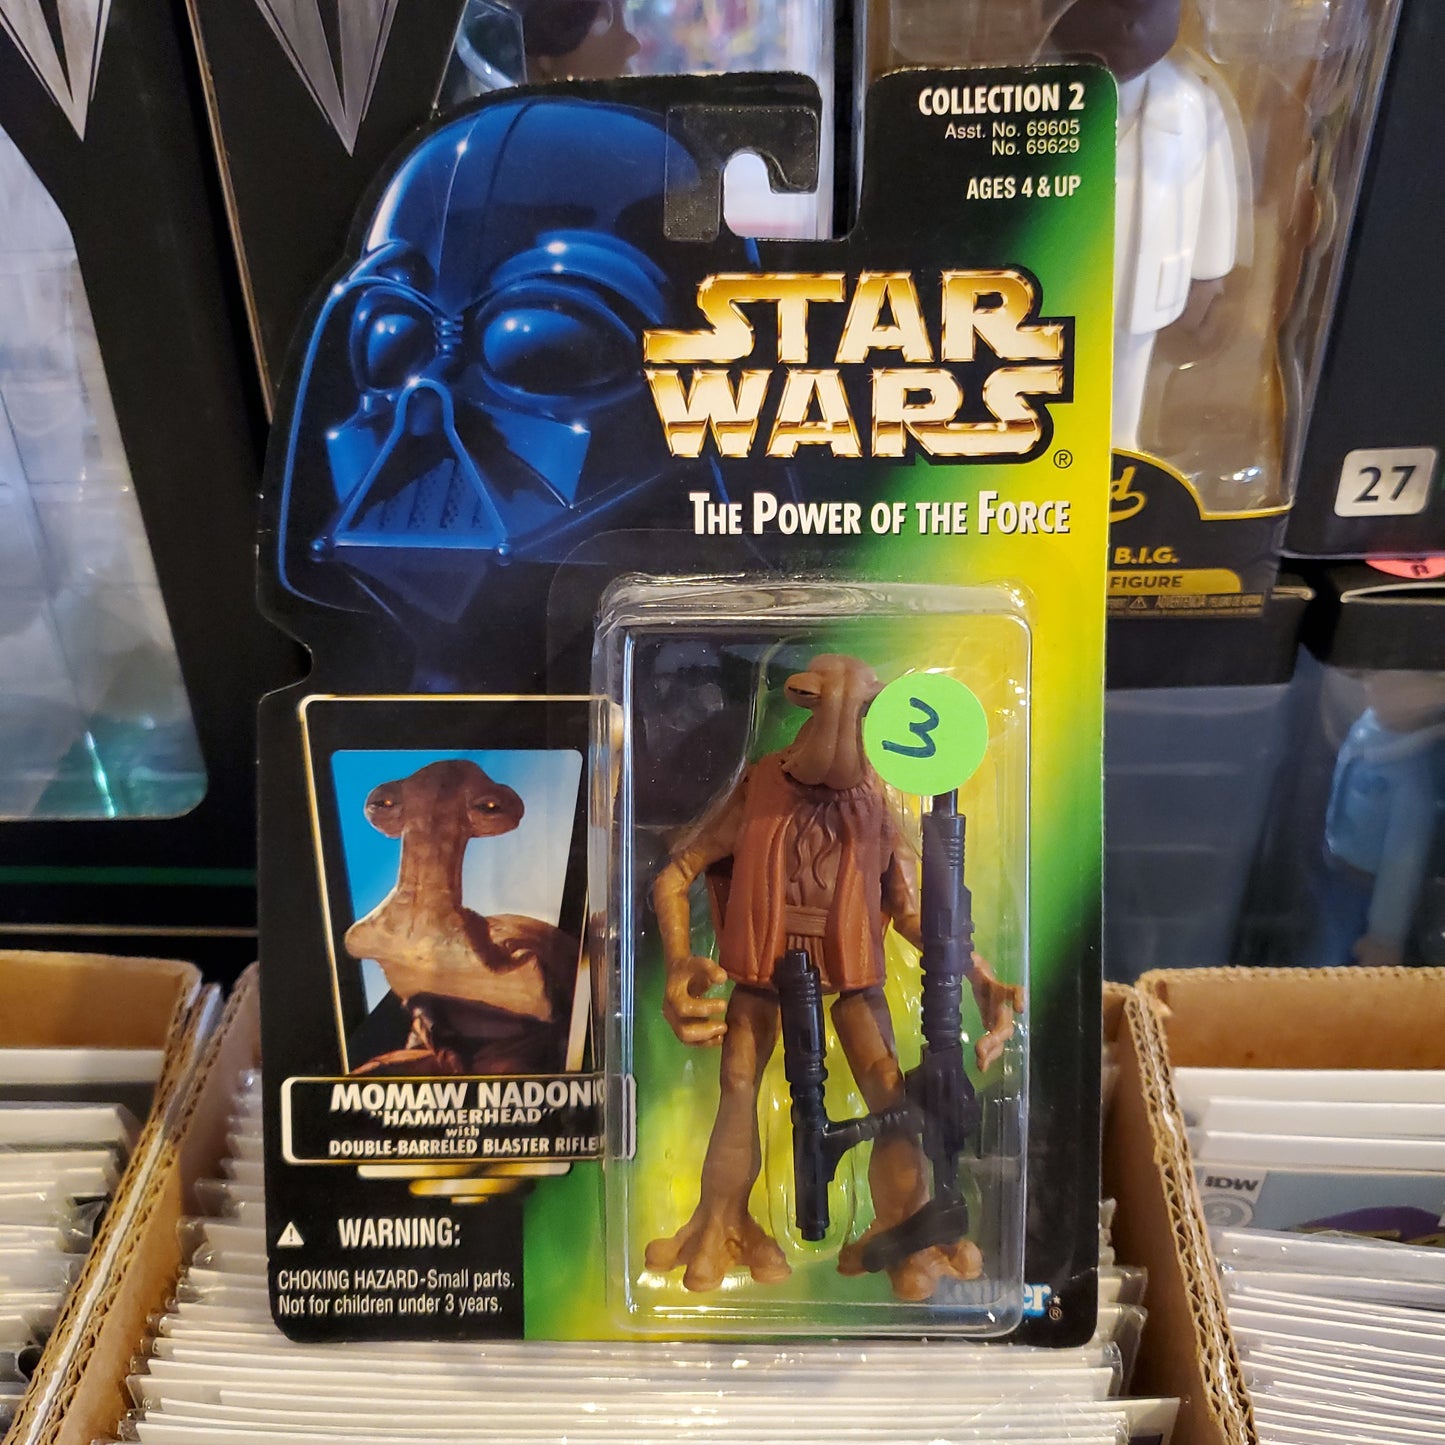 COLLECTION 2
Asst. No. 69605
No. 69629
AGES 4 & UP
STAR
WARS
®
THE POWER OF THE FORCE
27
B.I.G.
FIGURE
3
MOMAW NADON
"HAMMERHEAD"
with
DOUBLE-BARRELED BLASTER RIFLE
WARNING:
CHOKING HAZARD-Small parts.
Not for children under 3 years.
IDW
2
®